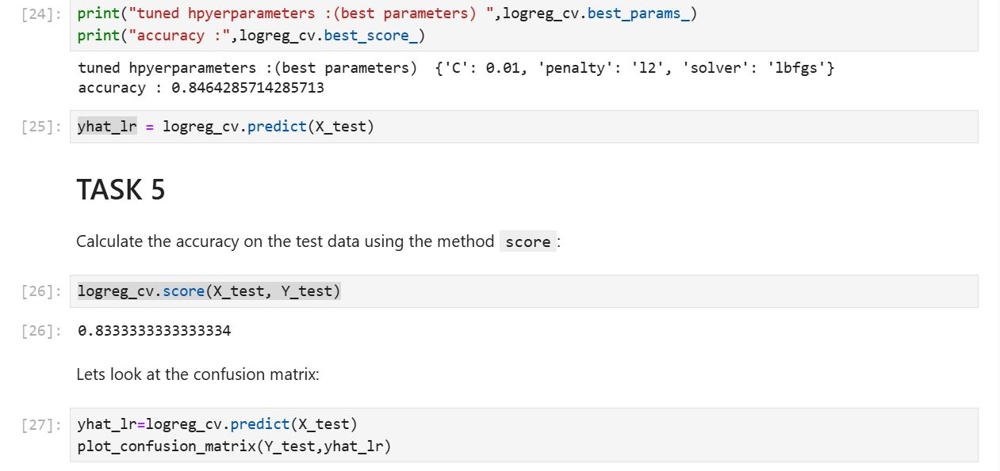 [24]: print("tuned hpyerparameters :(best parameters) ",logreg_cv.best_params_)
print("accuracy :",logreg_cv.best_score_)
tuned hpyerparameters :(best parameters)  {'C': 0.01, 'penalty': 'l2', 'solver': 'lbfgs'}
accuracy : 0.8464285714285713
[25]: yhat_lr = logreg_cv.predict(X_test)
TASK 5
Calculate the accuracy on the test data using the method score:
[26]: logreg_cv.score(X_test, Y_test)
[26]: 0.8333333333333334
Lets look at the confusion matrix:
[27]: yhat_lr=logreg_cv.predict(X_test)
plot_confusion_matrix(Y_test,yhat_lr)